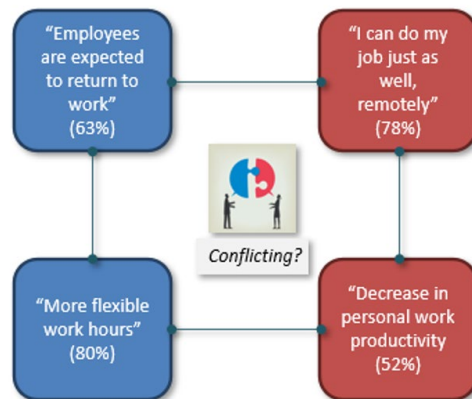 “Employees
are expected
to return to
work”
(63%)
“I can do my
job just as
well,
remotely”
(78%)
Conflicting?
“More flexible
work hours”
(80%)
“Decrease in
personal work
productivity
(52%)